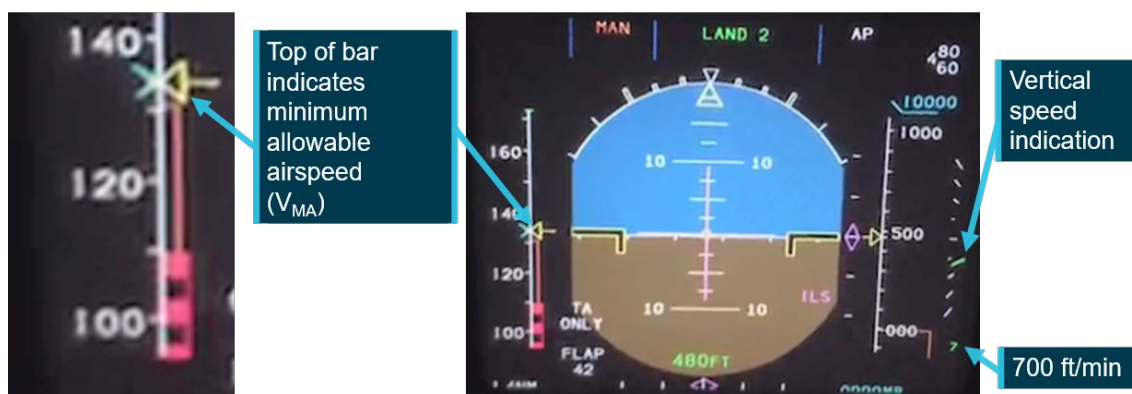 140
120
100
Top of bar
indicates
minimum
allowable
airspeed
(VMA)
MAN LAND 2 AP
480
60
10000
1000
160
10 10
140
500
120
ILS
TA
ONLY
10 10
100
000
FLAP
42
480FT
7
Vertical
speed
indication
700 ft/min